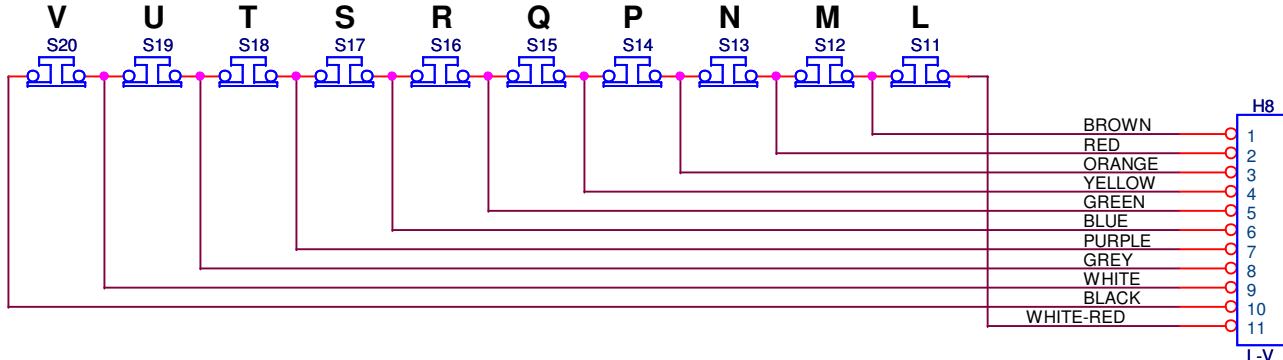 V U T S R Q P N M L
S20 S19 S18 S17 S16 S15 S14 S13 S12 S11
H8
BROWN 1
RED 2
ORANGE 3
YELLOW 4
GREEN 5
BLUE 6
PURPLE 7
GREY 8
WHITE 9
BLACK 10
WHITE-RED 11
L-V